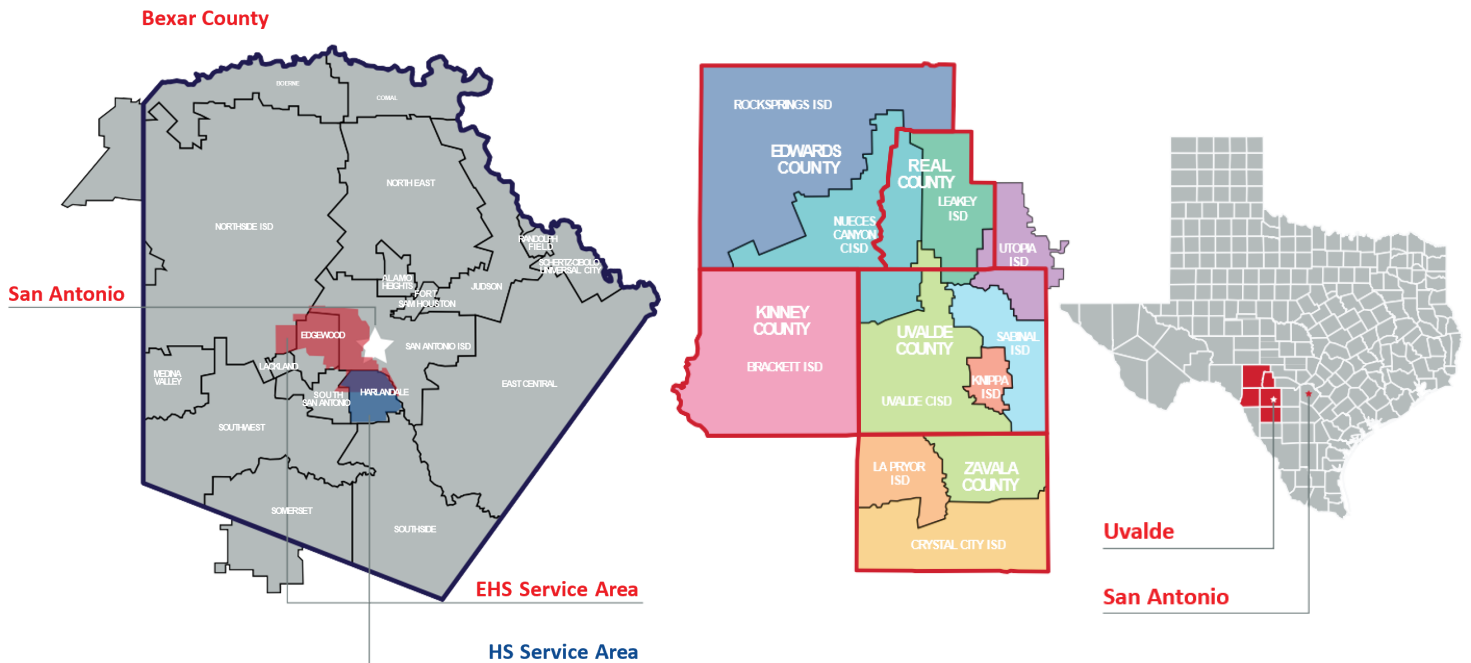 Bexar County
BOERNE
COMAL
NORTH EAST
NORTHSIDE ISD
RANDOLPH
FIELD
SCHERTZ-CIBOLO
UNIVERSAL CITY
ALAMO
HEIGHTS
JUDSON
FORT
SAM HOUSTON
San Antonio
EDGEWOOD
SAN ANTONIO ISD
LACKLAND
MEDINA
VALLEY
EAST CENTRAL
HARLANDALE
SOUTH
SAN ANTONIO
SOUTHWEST
SOMERSET
SOUTHSIDE
EHS Service Area
HS Service Area
ROCKSPRINGS ISD
EDWARDS
COUNTY
REAL
COUNTY
LEAKEY
ISD
NUECES
CANYON
CISD
UTOPIA
ISD
KINNEY
COUNTY
BRACKETT ISD
UVALDE
COUNTY
SABINAL
ISD
KNIPPA
ISD
UVALDE CISD
LA PRYOR
ISD
ZAVALA
COUNTY
CRYSTAL CITY ISD
Uvalde
San Antonio